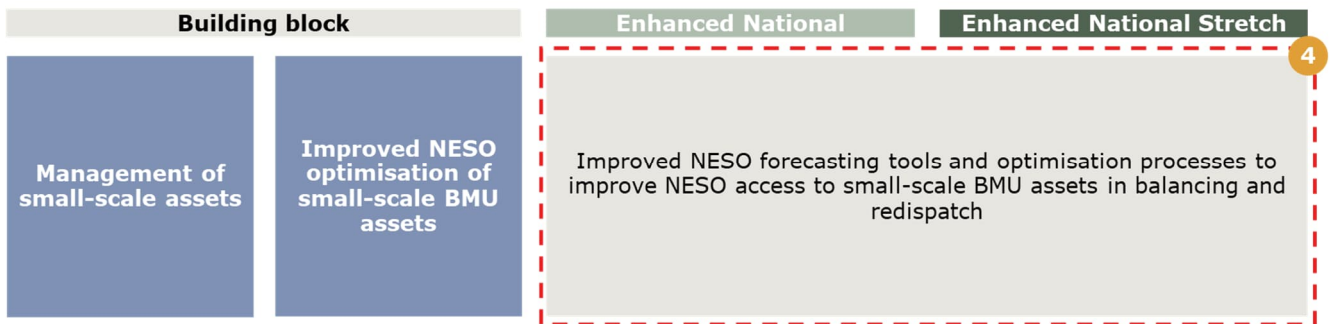 Building block
Enhanced National
Enhanced National Stretch
4
Management of
small-scale assets
Improved NESO
optimisation of
small-scale BMU
assets
Improved NESO forecasting tools and optimisation processes to
improve NESO access to small-scale BMU assets in balancing and
redispatch